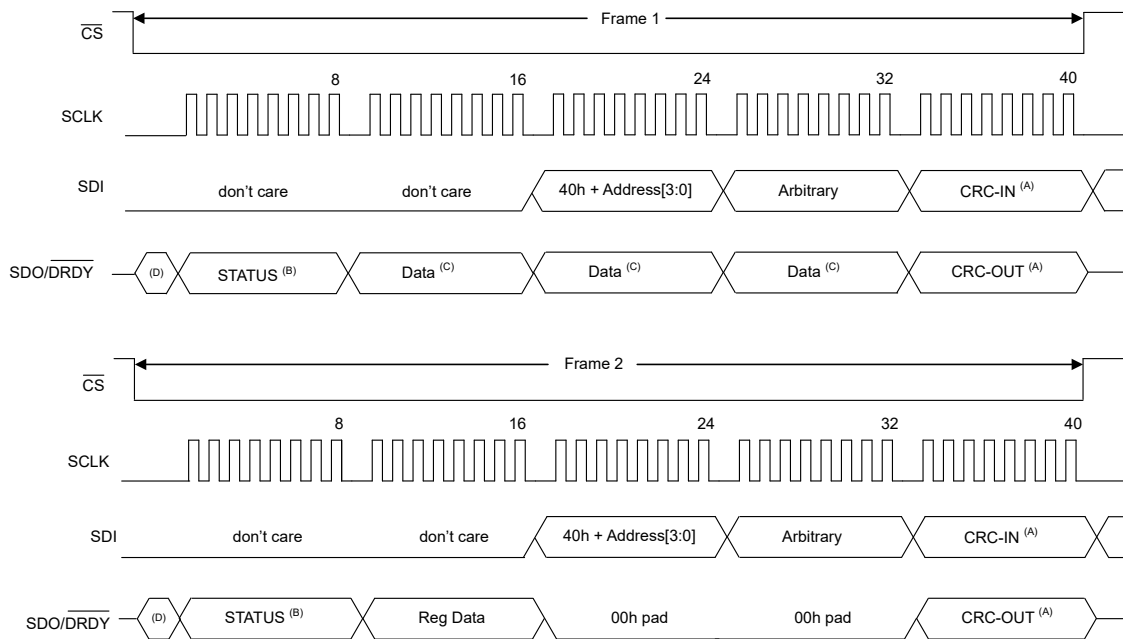 CS Frame 1
8 16 24 32 40
SCLK
SDI don't care don't care 40h + Address[3:0] Arbitrary CRC-IN (A)
SDO/DRDY (D) STATUS (B) Data (C) Data (C) Data (C) CRC-OUT (A)
CS Frame 2
8 16 24 32 40
SCLK
SDI don't care don't care 40h + Address[3:0] Arbitrary CRC-IN (A)
SDO/DRDY (D) STATUS (B) Reg Data 00h pad 00h pad CRC-OUT (A)